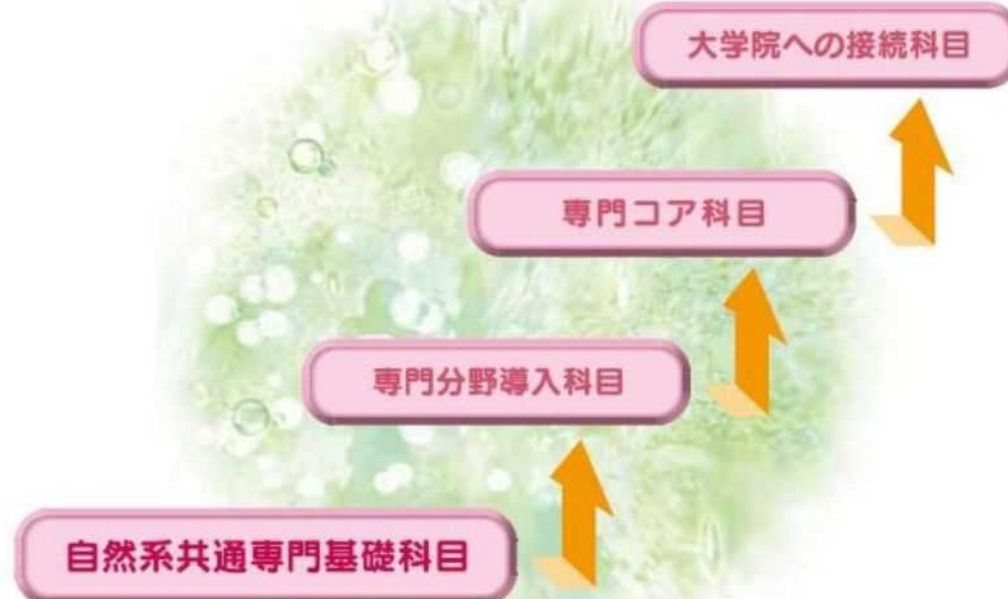 大学院への接続科目
専門コア科目
専門分野導入科目
自然系共通専門基礎科目